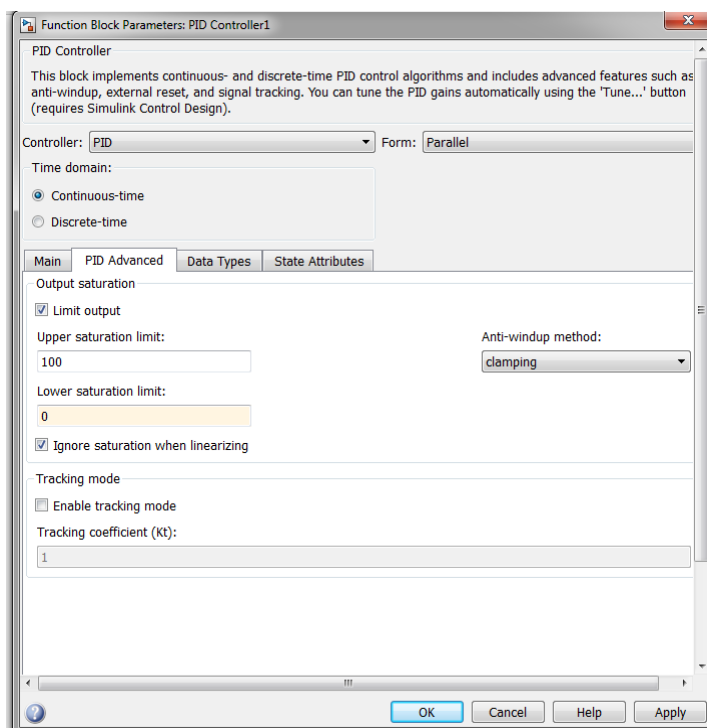 Function Block Parameters: PID Controller1
PID Controller
This block implements continuous- and discrete-time PID control algorithms and includes advanced features such as
anti-windup, external reset, and signal tracking. You can tune the PID gains automatically using the 'Tune...' button
(requires Simulink Control Design).
Controller: PID Form: Parallel
Time domain:
Continuous-time
Discrete-time
Main PID Advanced Data Types State Attributes
Output saturation
Limit output
Upper saturation limit: Anti-windup method:
100 clamping
Lower saturation limit:
0
Ignore saturation when linearizing
Tracking mode
Enable tracking mode
Tracking coefficient (Kt):
1
OK Cancel Help Apply